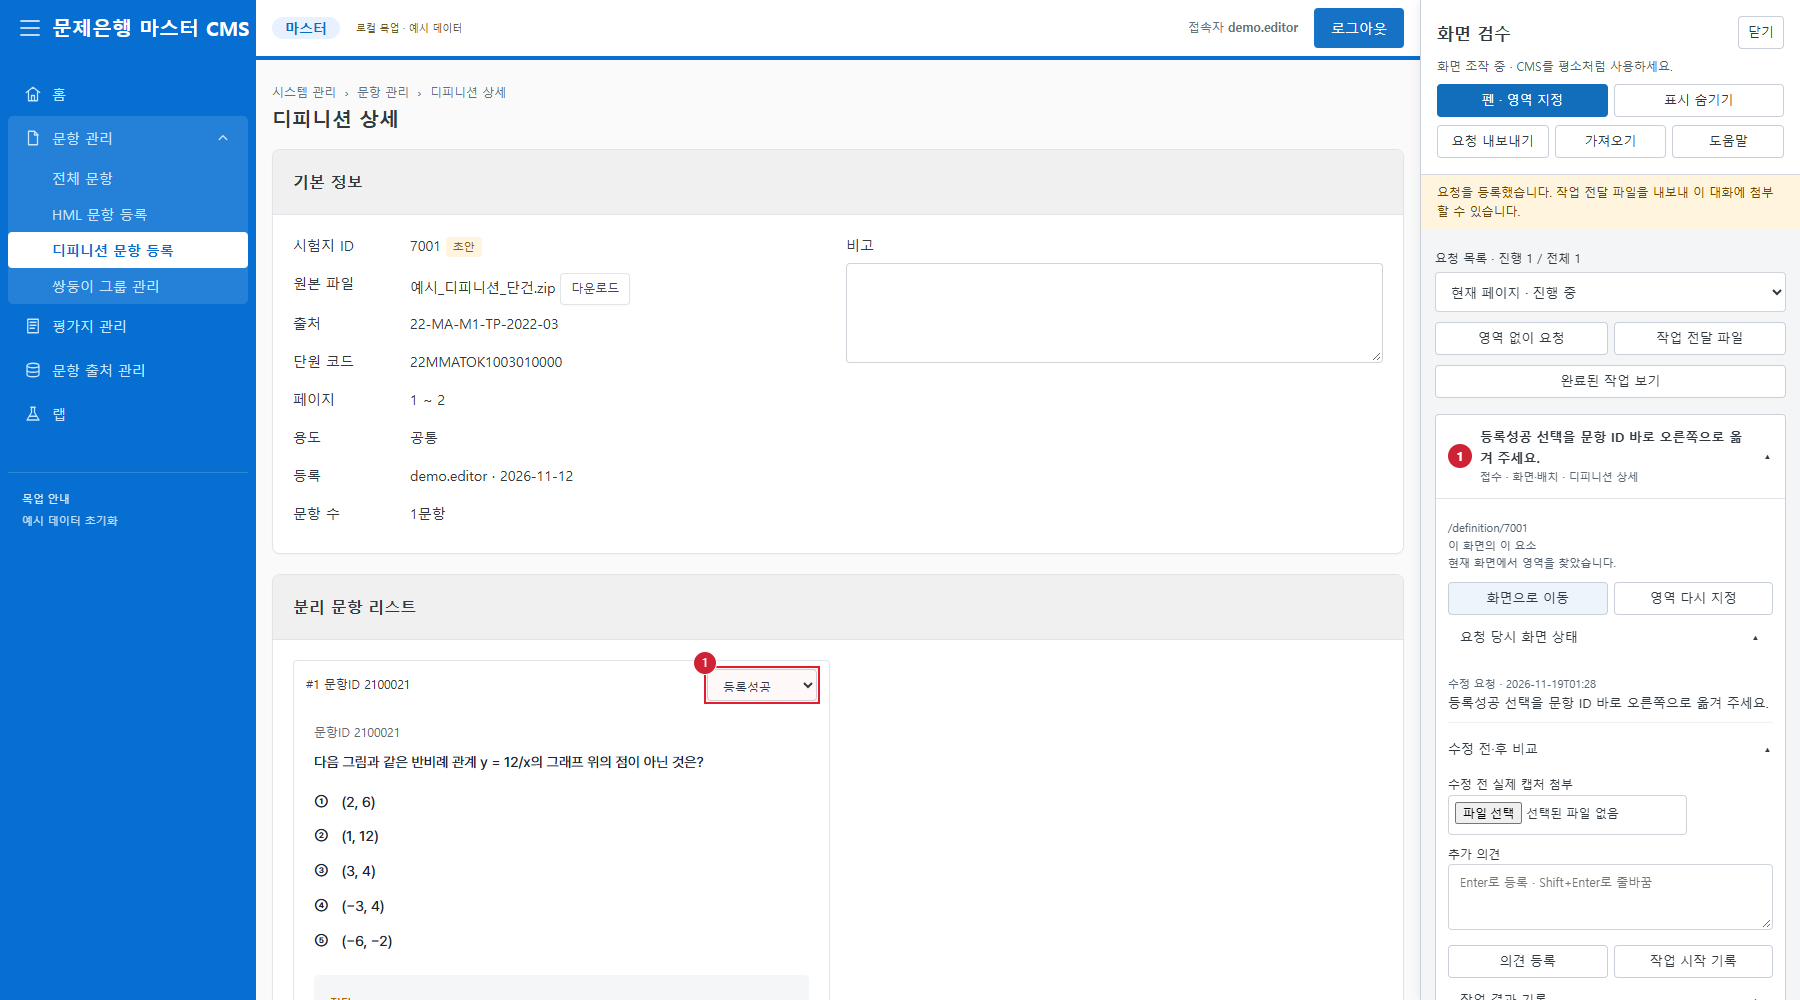 문제은행 마스터 CMS
홈
문항 관리
전체 문항
HML 문항 등록
디피니션 문항 등록
쌍둥이 그룹 관리
평가지 관리
문항 출처 관리
랩
목업 안내
예시 데이터 초기화
마스터
로컬 목업 · 예시 데이터
접속자 demo.editor
로그아웃
시스템 관리 › 문항 관리 › 디피니션 상세
디피니션 상세
기본 정보
시험지 ID 7001 초안
원본 파일 예시_디피니션_단건.zip 다운로드
출처 22-MA-M1-TP-2022-03
단원 코드 22MMATOK1003010000
페이지 1 ~ 2
용도 공통
등록 demo.editor · 2026-11-12
문항 수 1문항
비고
분리 문항 리스트
#1 문항ID 2100021
1
등록성공
문항ID 2100021
다음 그림과 같은 반비례 관계 y = 12/x의 그래프 위의 점이 아닌 것은?
① (2, 6)
② (1, 12)
③ (3, 4)
④ (−3, 4)
⑤ (−6, −2)
화면 검수
닫기
화면 조작 중 · CMS를 평소처럼 사용하세요.
펜 · 영역 지정
표시 숨기기
요청 내보내기
가져오기
도움말
요청을 등록했습니다. 작업 전달 파일을 내보내 이 대화에 첨부
할 수 있습니다.
요청 목록 · 진행 1 / 전체 1
현재 페이지 · 진행 중
영역 없이 요청
작업 전달 파일
완료된 작업 보기
1
등록성공 선택을 문항 ID 바로 오른쪽으로 옮
겨 주세요.
접수 · 화면·배치 · 디피니션 상세
/definition/7001
이 화면의 이 요소
현재 화면에서 영역을 찾았습니다.
화면으로 이동
영역 다시 지정
요청 당시 화면 상태
수정 요청 · 2026-11-19T01:28
등록성공 선택을 문항 ID 바로 오른쪽으로 옮겨 주세요.
수정 전·후 비교
수정 전 실제 캡처 첨부
파일 선택 선택된 파일 없음
추가 의견
Enter로 등록 · Shift+Enter로 줄바꿈
의견 등록
작업 시작 기록
작업 결과 기록